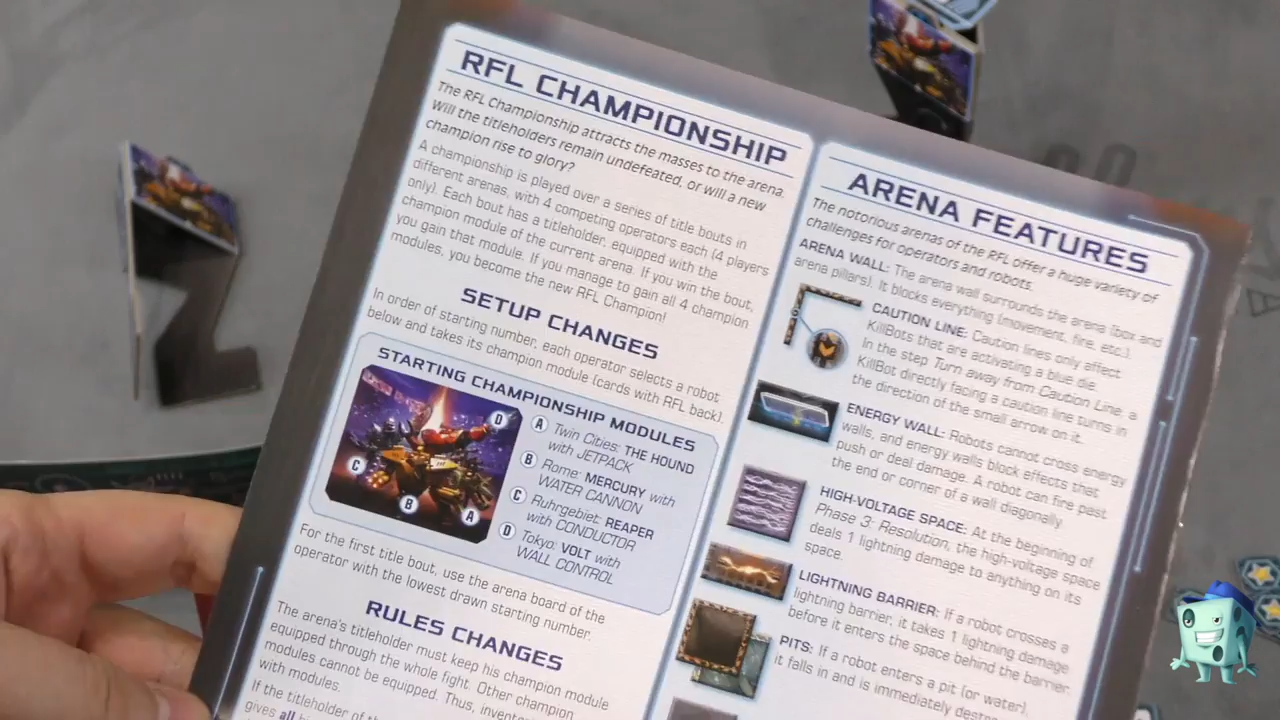 RFL CHAMPIONSHIP
The RFL Championship attracts the masses to the arena.
Will the titleholders remain undefeated, or will a new
champion rise to glory?
A championship is played over a series of title bouts in
different arenas, with 4 competing operators each (4 players
only). Each bout has a titleholder, equipped with the
champion module of the current arena. If you win the bout,
you gain that module. If you manage to gain all 4 champion
modules, you become the new RFL Champion!
SETUP CHANGES
In order of starting number, each operator selects a robot
below and takes its champion module (cards with RFL back).
STARTING CHAMPIONSHIP MODULES
A Twin Cities: THE HOUND
with JETPACK
B Rome: MERCURY with
WATER CANNON
C Ruhrgebiet: REAPER
with CONDUCTOR
D Tokyo: VOLT with
WALL CONTROL
D
C
B
A
For the first title bout, use the arena board of the
operator with the lowest drawn starting number.
RULES CHANGES
The arena's titleholder must keep his champion module
equipped through the whole fight. Other champion
modules cannot be equipped. Thus,
with modules.
If the titleholder of the
gives all
ARENA FEATURES
The notorious arenas of the RFL offer a huge variety of
challenges for operators and robots.
ARENA WALL: The arena wall surrounds the arena (box and
arena pillars). It blocks everything (movement, fire, etc.).
CAUTION LINE: Caution lines only affect
KillBots that are activating a blue die.
In the step Turn away from Caution Line, a
KillBot directly facing a caution line turns in
the direction of the small arrow on it.
ENERGY WALL: Robots cannot cross energy
walls, and energy walls block effects that
push or deal damage. A robot can fire past
the end or corner of a wall diagonally.
HIGH-VOLTAGE SPACE: At the beginning of
Phase 3: Resolution, the high-voltage space
deals 1 lightning damage to anything on its
space.
LIGHTNING BARRIER: If a robot crosses a
lightning barrier, it takes 1 lightning damage
before it enters the space behind the barrier.
PITS: If a robot enters a pit (or water),
it falls in and is immediately